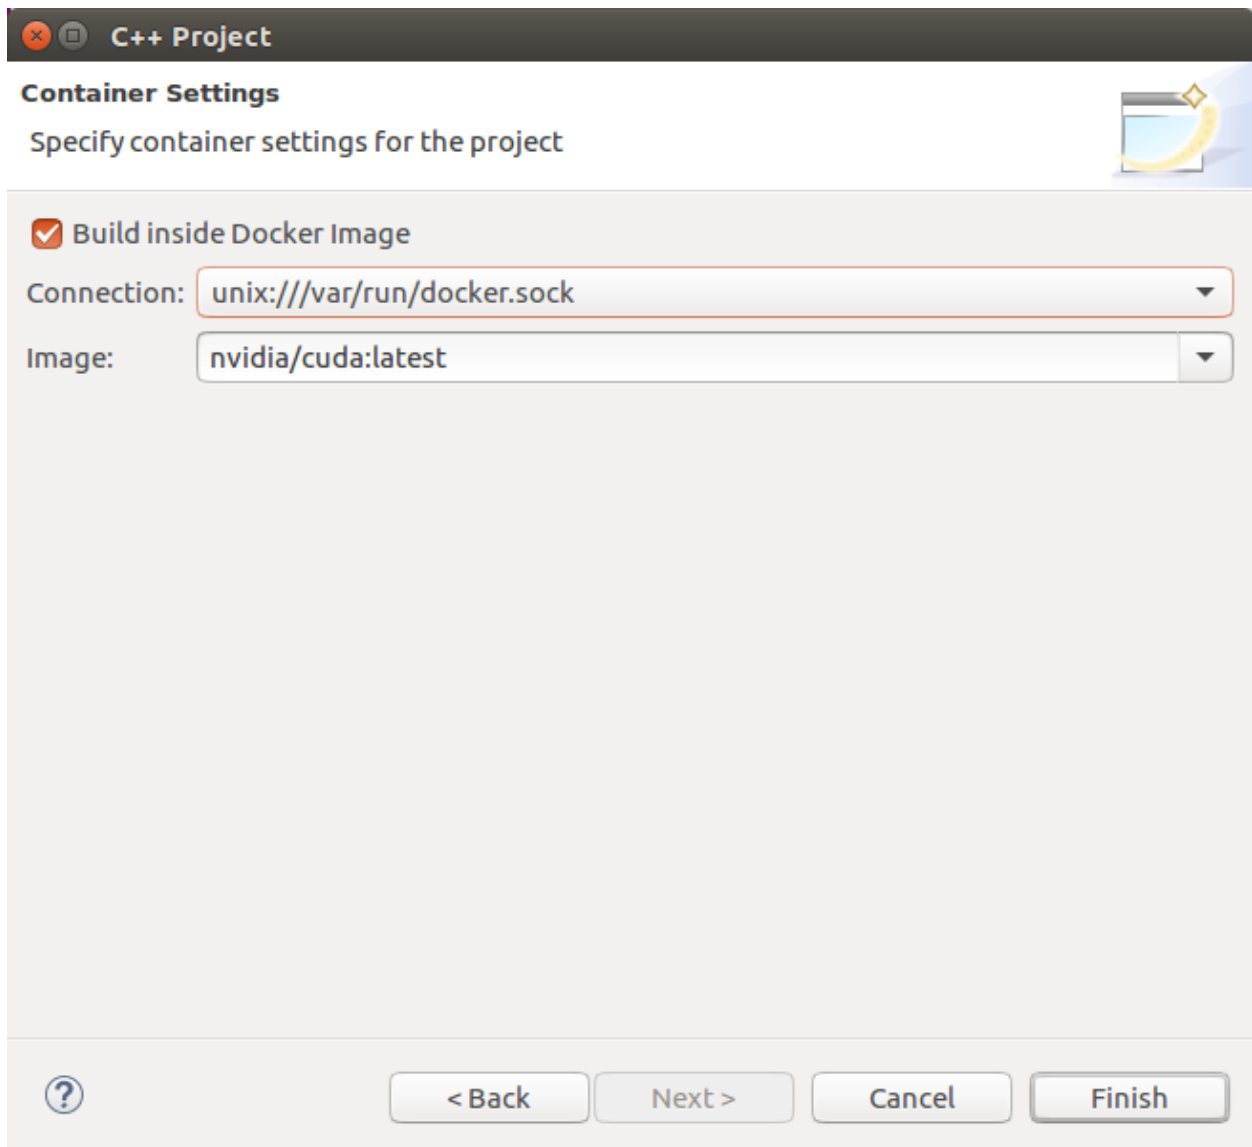 C++ Project
Container Settings
Specify container settings for the project
Build inside Docker Image
Connection: unix:///var/run/docker.sock
Image: nvidia/cuda:latest
? < Back Next > Cancel Finish